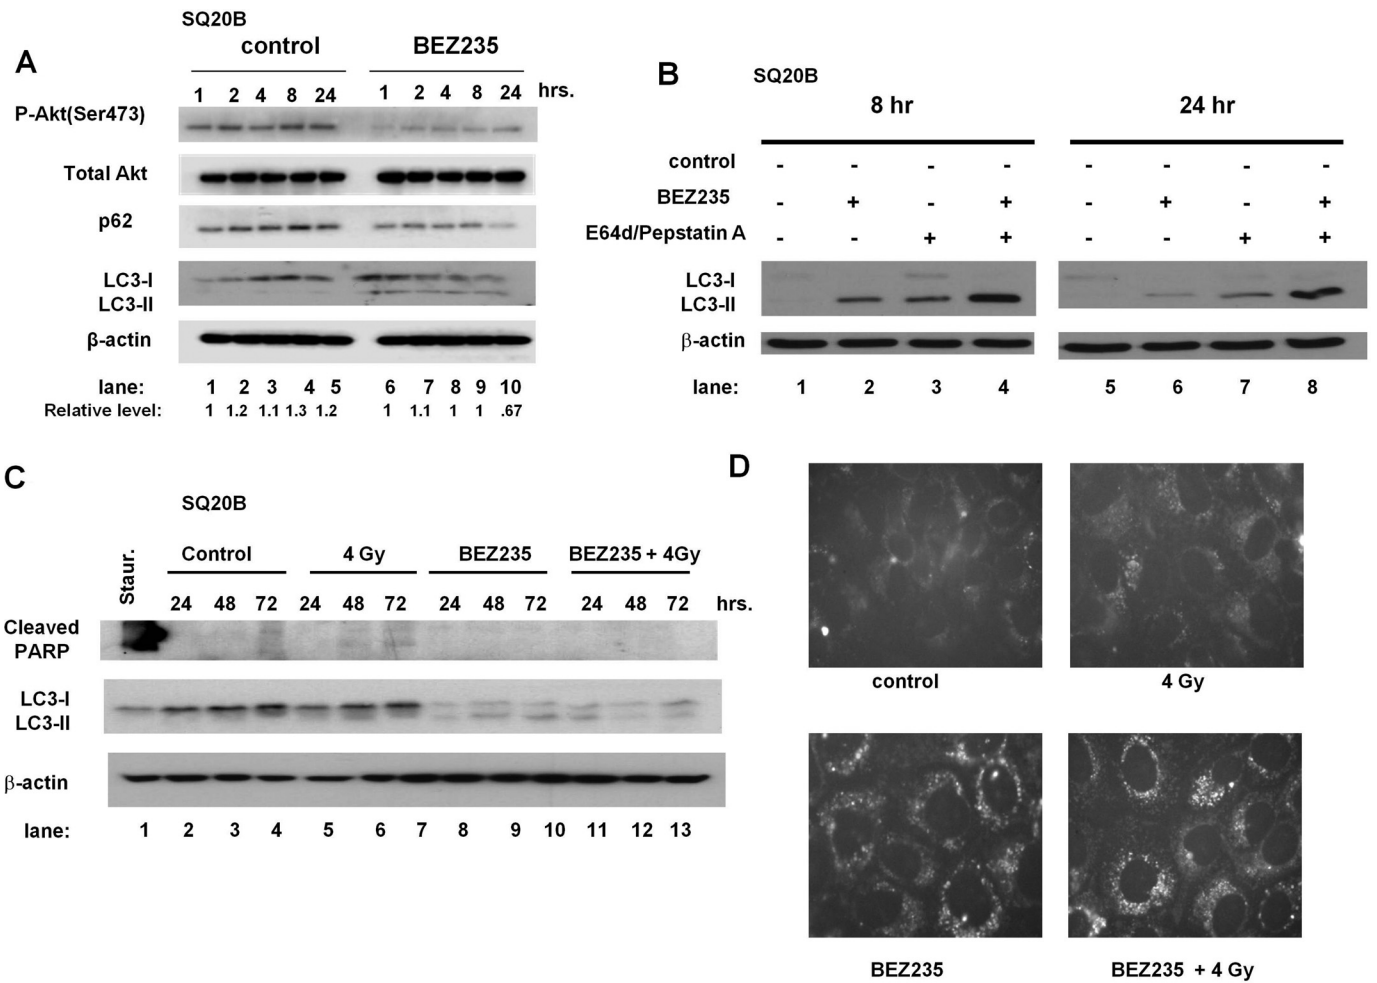 A
SQ20B
control BEZ235
1 2 4 8 24 1 2 4 8 24 hrs.
P-Akt(Ser473)
Total Akt
p62
LC3-I
LC3-II
β-actin
lane: 1 2 3 4 5 6 7 8 9 10
Relative level: 1 1.2 1.1 1.3 1.2 1 1.1 1 1 .67
B
SQ20B
8 hr 24 hr
control - - - - - - - -
BEZ235 - + - + - + - +
E64d/Pepstatin A - - + + - - + +
LC3-I
LC3-II
β-actin
lane: 1 2 3 4 5 6 7 8
C
SQ20B
Staur. Control 4 Gy BEZ235 BEZ235 + 4Gy
24 48 72 24 48 72 24 48 72 24 48 72 hrs.
Cleaved
PARP
LC3-I
LC3-II
β-actin
lane: 1 2 3 4 5 6 7 8 9 10 11 12 13
D
control 4 Gy
BEZ235 BEZ235 + 4 Gy